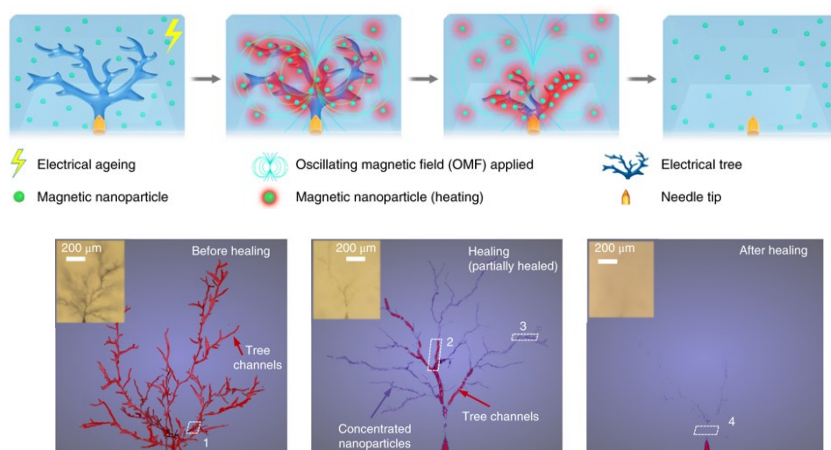 Electrical ageing
Oscillating magnetic field (OMF) applied
Electrical tree
Magnetic nanoparticle
Magnetic nanoparticle (heating)
Needle tip
200 μm
Before healing
Tree
channels
1
200 μm
Healing
(partially healed)
2
3
Concentrated
nanoparticles
Tree channels
200 μm
After healing
4